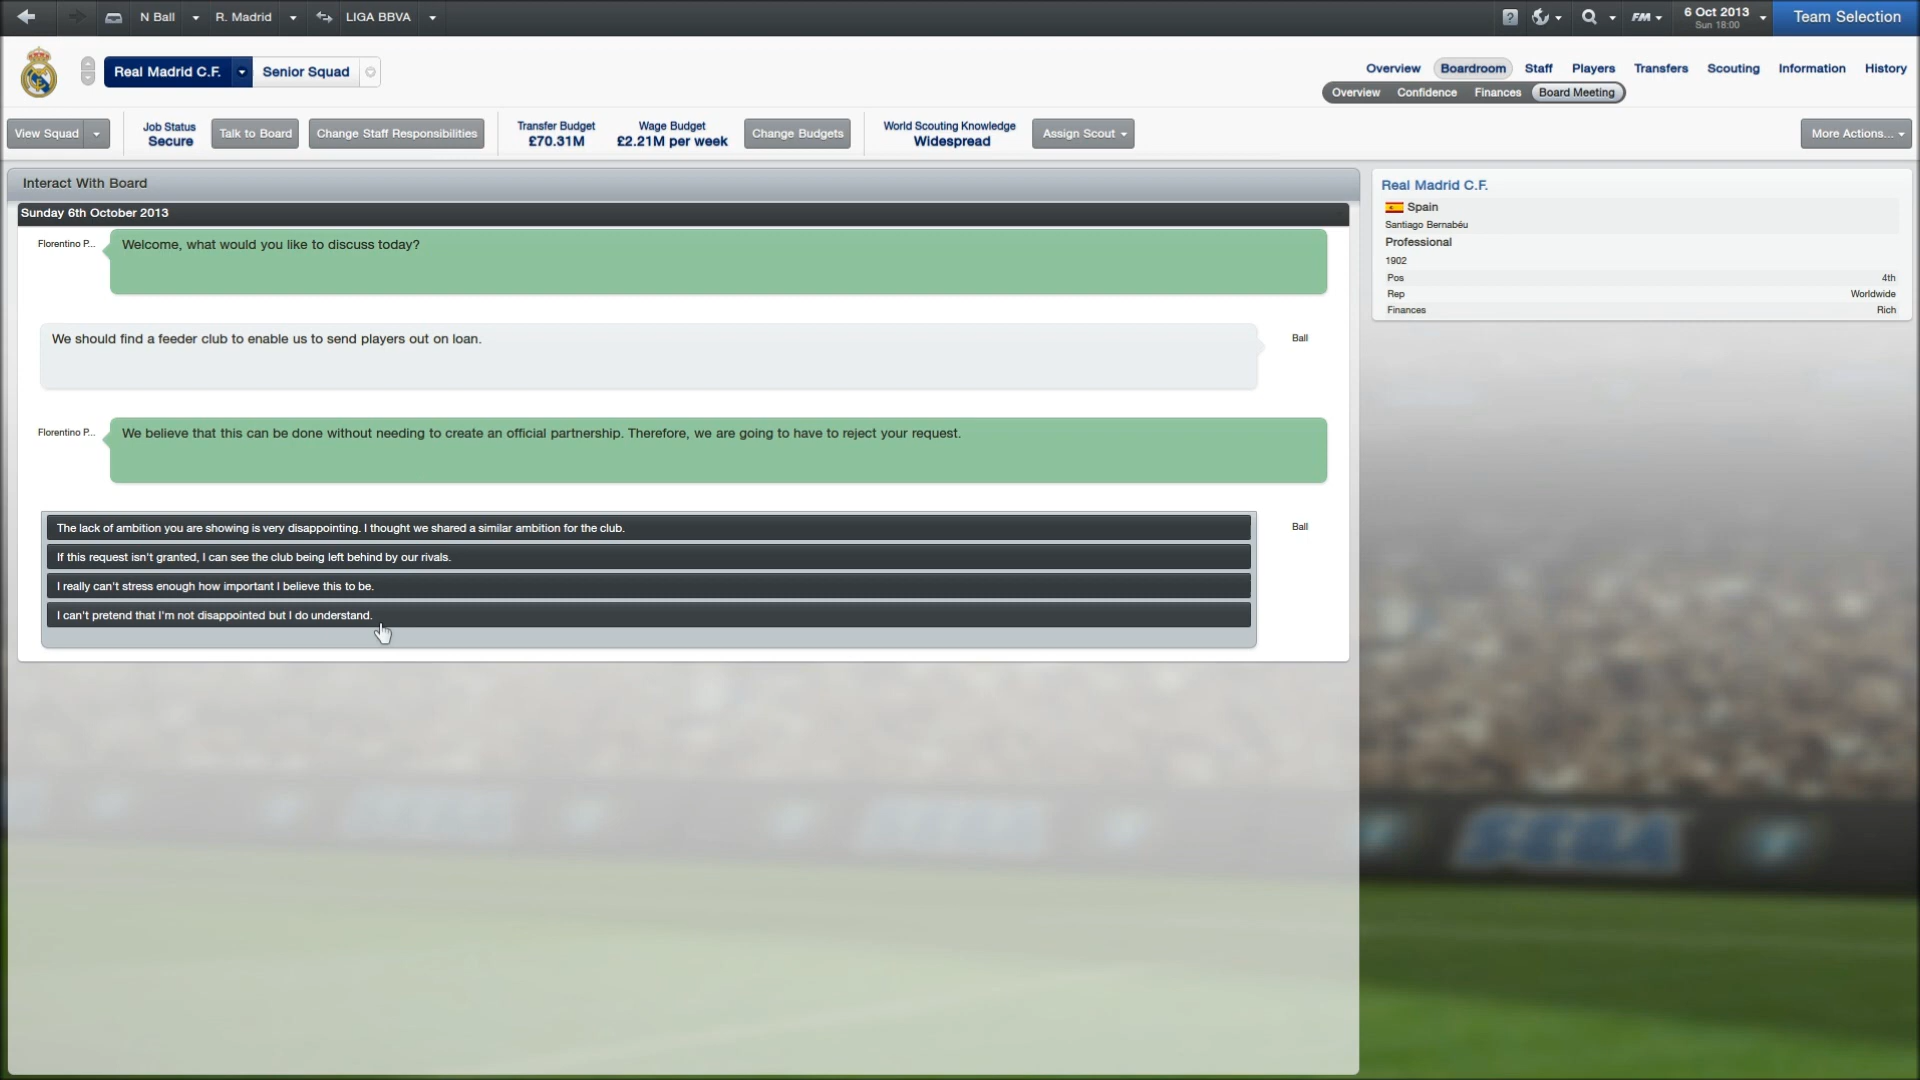 N Ball
R. Madrid
LIGA BBVA
?
FM
6 Oct 2013
Sun 18:00
Team Selection
Real Madrid C.F.
Senior Squad
Overview
Boardroom
Staff
Players
Transfers
Scouting
Information
History
Overview
Confidence
Finances
Board Meeting
View Squad
Job Status
Secure
Talk to Board
Change Staff Responsibilities
Transfer Budget
£70.31M
Wage Budget
£2.21M per week
Change Budgets
World Scouting Knowledge
Widespread
Assign Scout
More Actions...
Interact With Board
Sunday 6th October 2013
Florentino P...
Welcome, what would you like to discuss today?
We should find a feeder club to enable us to send players out on loan.
Ball
Florentino P...
We believe that this can be done without needing to create an official partnership. Therefore, we are going to have to reject your request.
The lack of ambition you are showing is very disappointing. I thought we shared a similar ambition for the club.
Ball
If this request isn't granted, I can see the club being left behind by our rivals.
I really can't stress enough how important I believe this to be.
I can't pretend that I'm not disappointed but I do understand.
Real Madrid C.F.
Spain
Santiago Bernabéu
Professional
1902
Pos 4th
Rep Worldwide
Finances Rich
SEGA